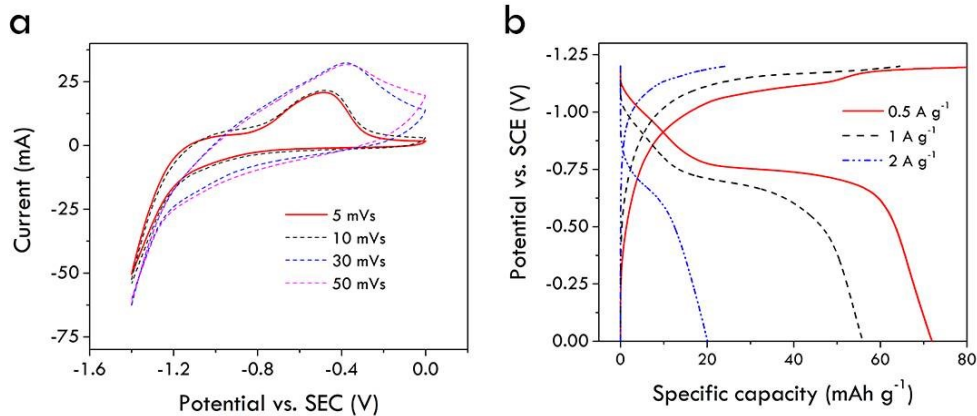 a
Current (mA)
25
0
-25
-50
-75
-1.6
-1.2
-0.8
-0.4
0.0
Potential vs. SEC (V)
5 mVs
10 mVs
30 mVs
50 mVs
b
Potential vs. SCE (V)
-1.25
-1.00
-0.75
-0.50
-0.25
0.00
0
20
40
60
80
Specific capacity (mAh g⁻¹)
0.5 A g⁻¹
1 A g⁻¹
2 A g⁻¹